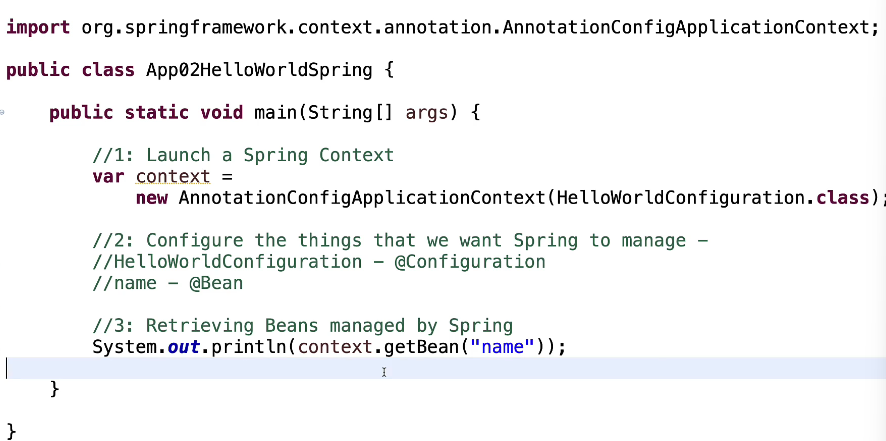 import org.springframework.context.annotation.AnnotationConfigApplicationContext;
public class App02HelloWorldSpring {
public static void main(String[] args) {
//1: Launch a Spring Context
var context =
new AnnotationConfigApplicationContext(HelloWorldConfiguration.class);
//2: Configure the things that we want Spring to manage -
//HelloWorldConfiguration - @Configuration
//name - @Bean
//3: Retrieving Beans managed by Spring
System.out.println(context.getBean("name"));
}
}